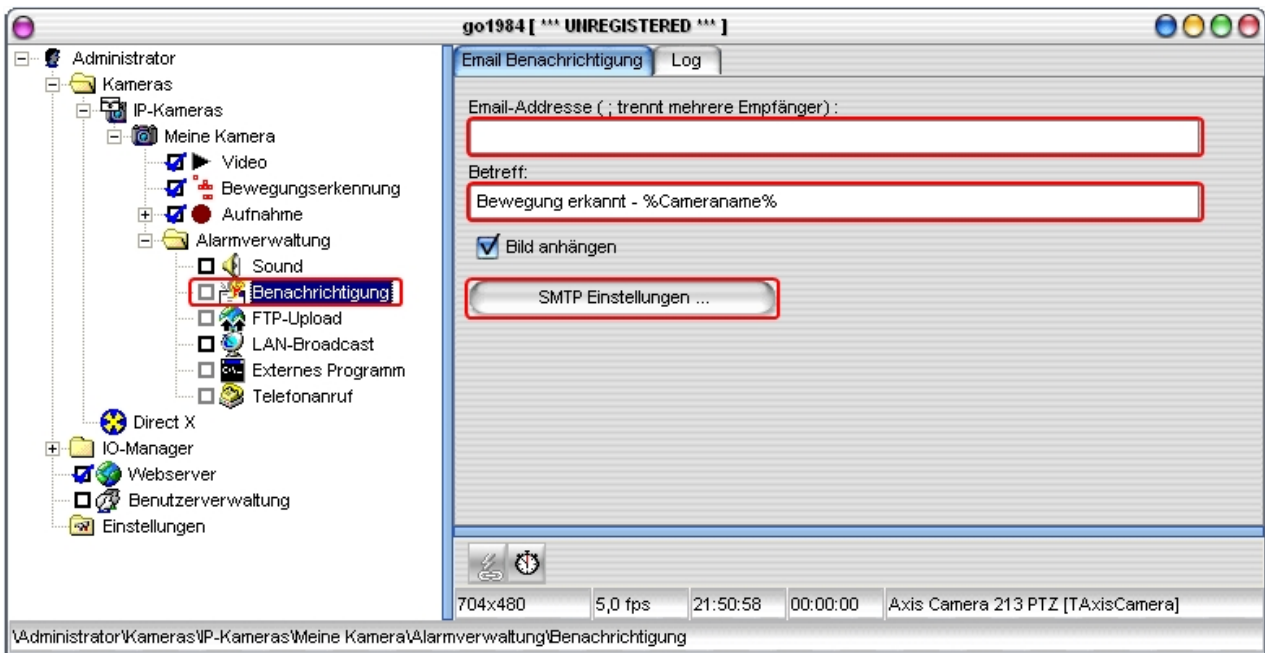 go1984 [ *** UNREGISTERED *** ]
Administrator
Kameras
IP-Kameras
Meine Kamera
Video
Bewegungserkennung
Aufnahme
Alarmverwaltung
Sound
Benachrichtigung
FTP-Upload
LAN-Broadcast
Externes Programm
Telefonanruf
Direct X
IO-Manager
Webserver
Benutzerverwaltung
Einstellungen
Email Benachrichtigung Log
Email-Addresse ( ; trennt mehrere Empfänger) :
Betreff:
Bewegung erkannt - %Cameraname%
Bild anhängen
SMTP Einstellungen ...
704x480 5,0 fps 21:50:58 00:00:00 Axis Camera 213 PTZ [TAxisCamera]
\Administrator\Kameras\IP-Kameras\Meine Kamera\Alarmverwaltung\Benachrichtigung